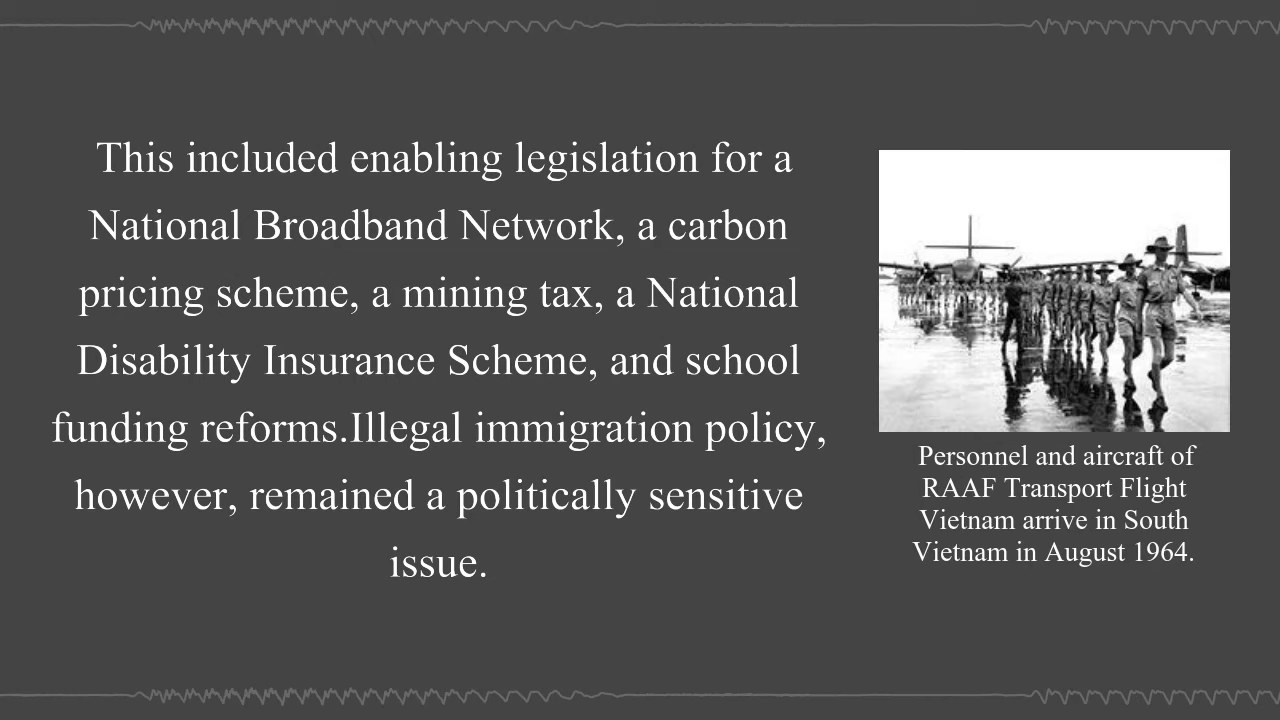 This included enabling legislation for a
National Broadband Network, a carbon
pricing scheme, a mining tax, a National
Disability Insurance Scheme, and school
funding reforms.Illegal immigration policy,
however, remained a politically sensitive
issue.
Personnel and aircraft of
RAAF Transport Flight
Vietnam arrive in South
Vietnam in August 1964.